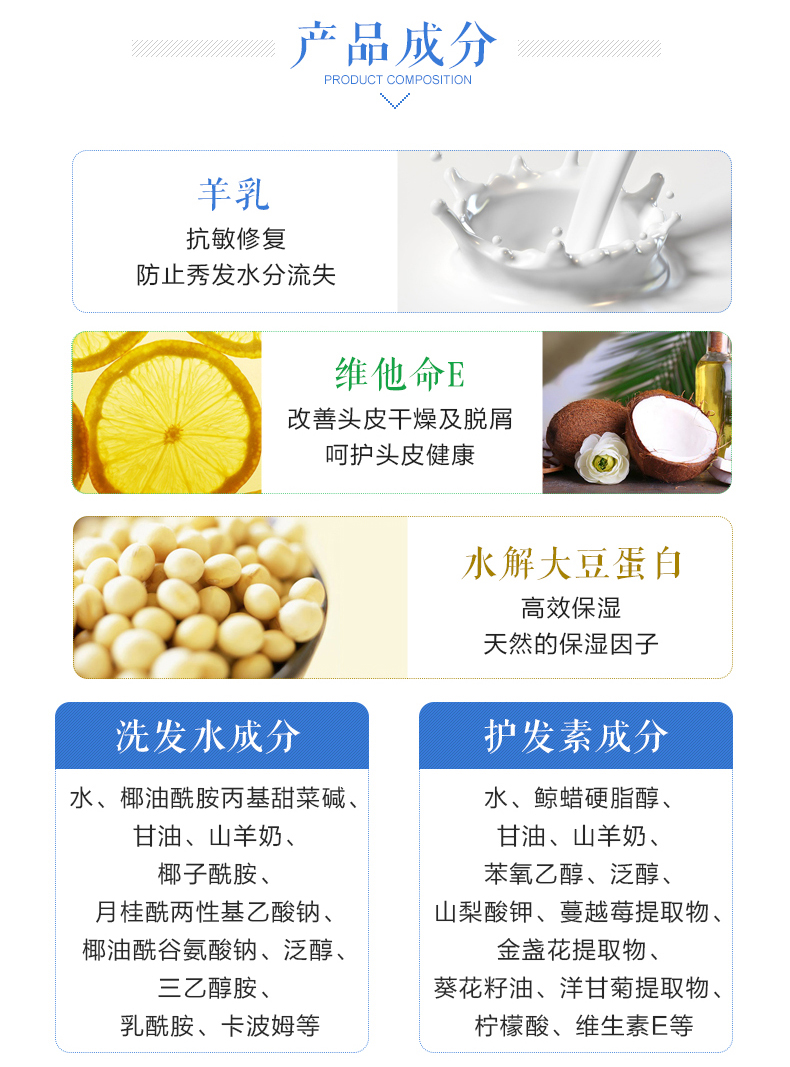 产品成分
PRODUCT COMPOSITION
羊乳
抗敏修复
防止秀发水分流失
维他命E
改善头皮干燥及脱屑
呵护头皮健康
水解大豆蛋白
高效保湿
天然的保湿因子
洗发水成分
水、椰油酰胺丙基甜菜碱、
甘油、山羊奶、
椰子酰胺、
月桂酰两性基乙酸钠、
椰油酰谷氨酸钠、泛醇、
三乙醇胺、
乳酰胺、卡波姆等
护发素成分
水、鲸蜡硬脂醇、
甘油、山羊奶、
苯氧乙醇、泛醇、
山梨酸钾、蔓越莓提取物、
金盏花提取物、
葵花籽油、洋甘菊提取物、
柠檬酸、维生素E等